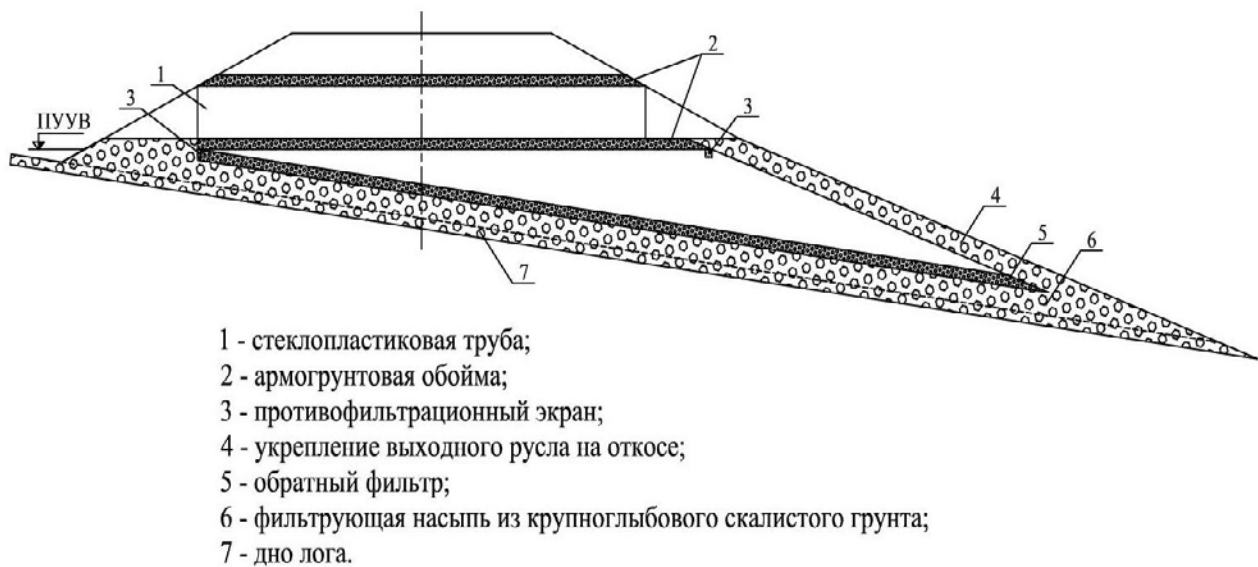 2
1
3
3
ПУУВ
4
5
6
7
1 - стеклопластиковая труба;
2 - армогрунтовая обойма;
3 - противофильтрационный экран;
4 - укрепление выходного русла на откосе;
5 - обратный фильтр;
6 - фильтрующая насыпь из крупноглыбового скалистого грунта;
7 - дно лога.